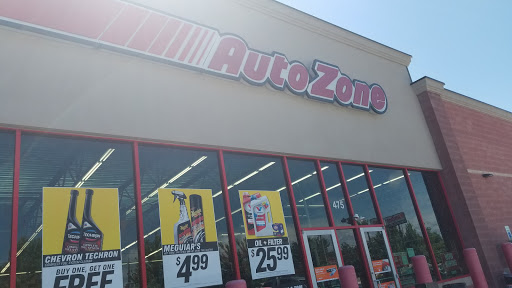 AutoZone
475
CHEVRON TECHRON
BUY ONE, GET ONE
FREE
MEGUIAR'S
$4.99
OIL + FILTER
$25.99